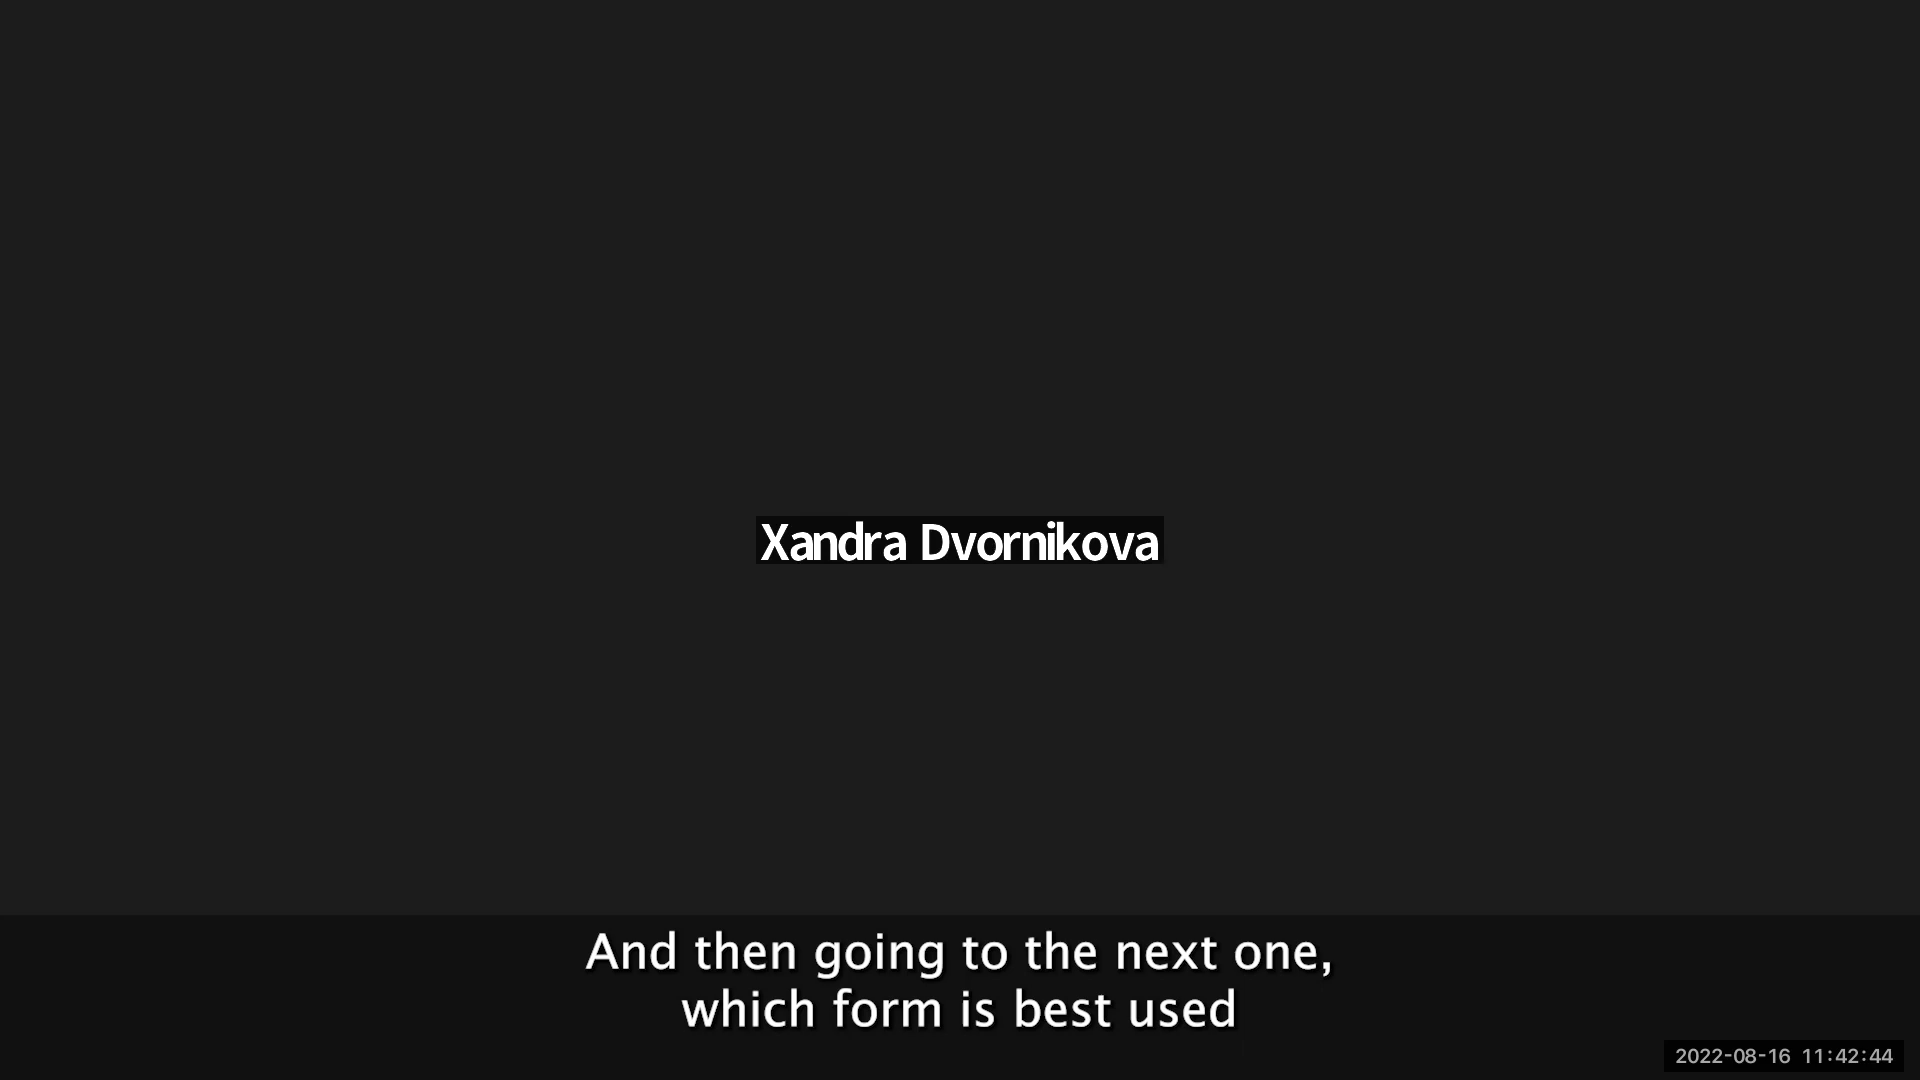 Xandra Dvornikova
And then going to the next one,
which form is best used
2022-08-16 11:42:44